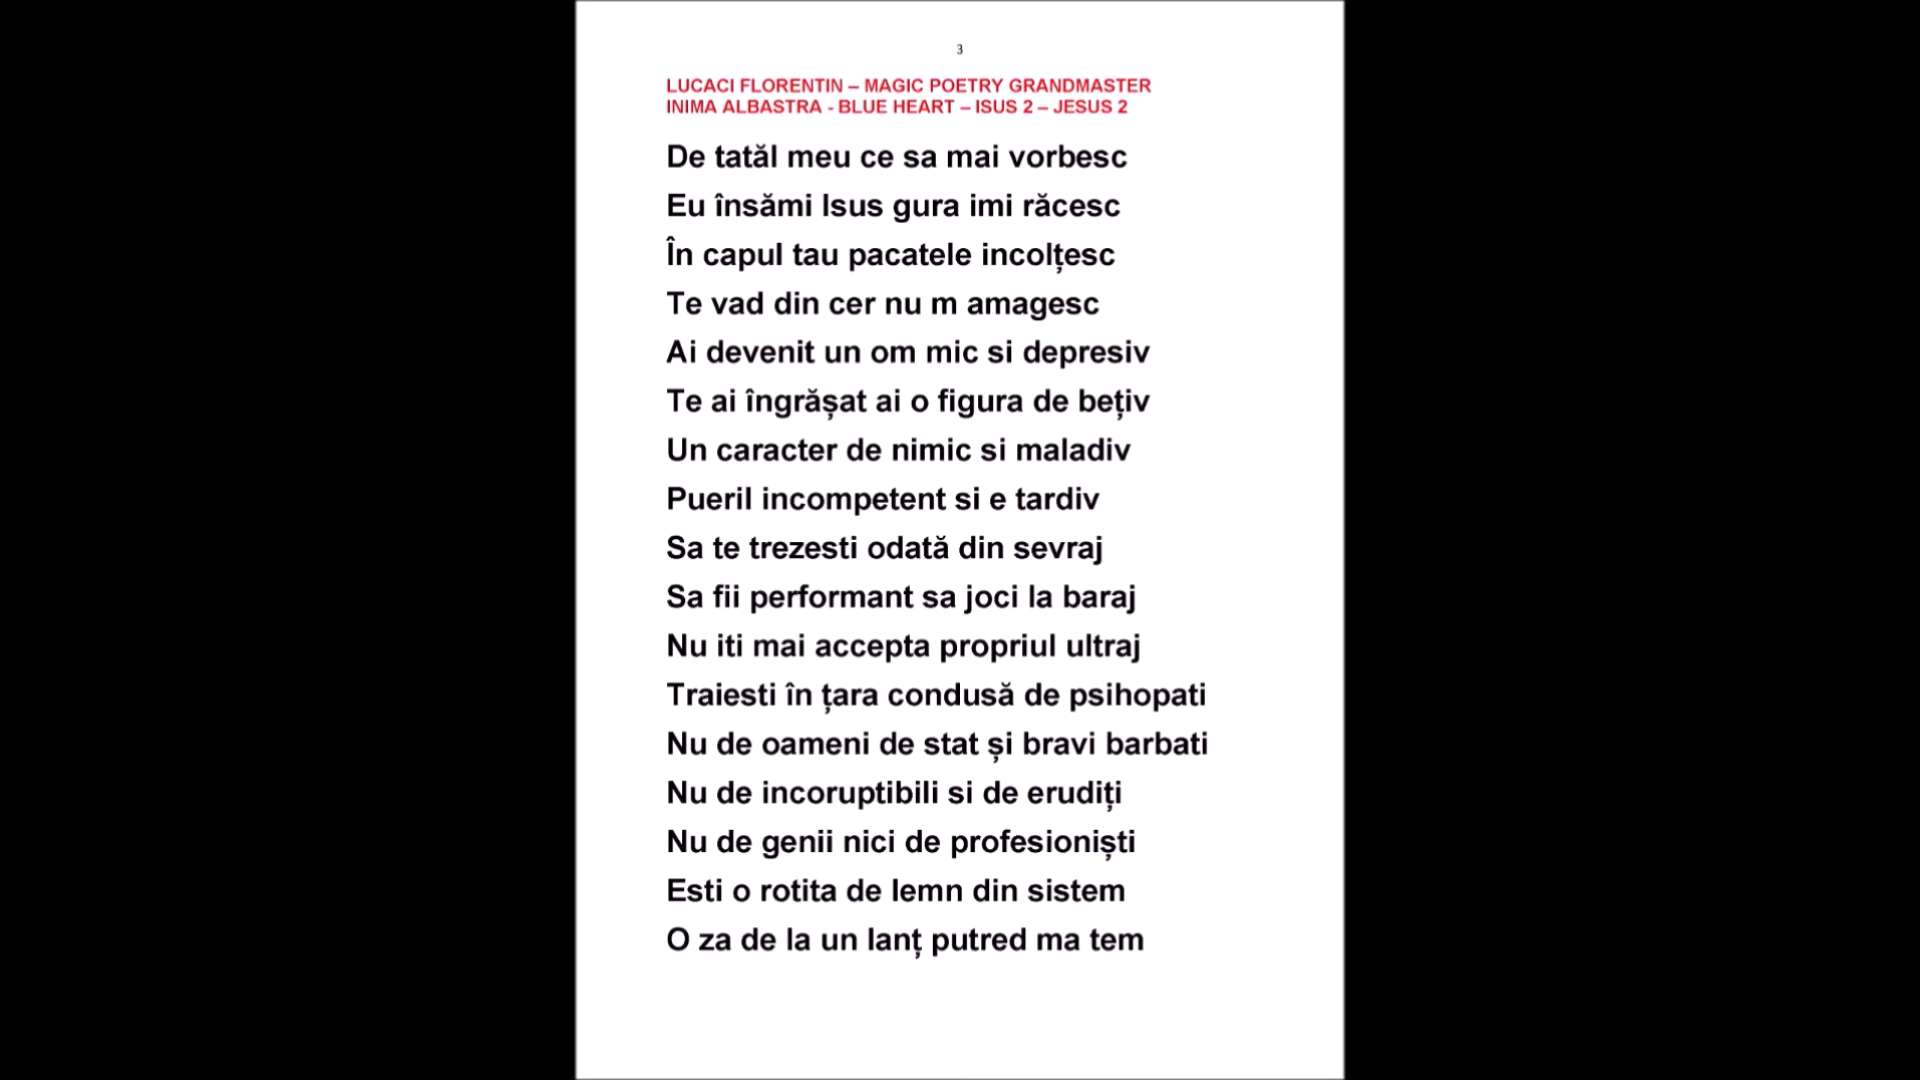 3
LUCACI FLORENTIN – MAGIC POETRY GRANDMASTER
INIMA ALBASTRA - BLUE HEART – ISUS 2 – JESUS 2
De tatăl meu ce sa mai vorbesc
Eu însămi Isus gura imi răcesc
În capul tau pacatele incolțesc
Te vad din cer nu m amagesc
Ai devenit un om mic si depresiv
Te ai îngrășat ai o figura de bețiv
Un caracter de nimic si maladiv
Pueril incompetent si e tardiv
Sa te trezesti odată din sevraj
Sa fii performant sa joci la baraj
Nu iti mai accepta propriul ultraj
Traiesti în țara condusă de psihopati
Nu de oameni de stat și bravi barbati
Nu de incoruptibili si de erudiți
Nu de genii nici de profesioniști
Esti o rotita de lemn din sistem
O za de la un lanț putred ma tem